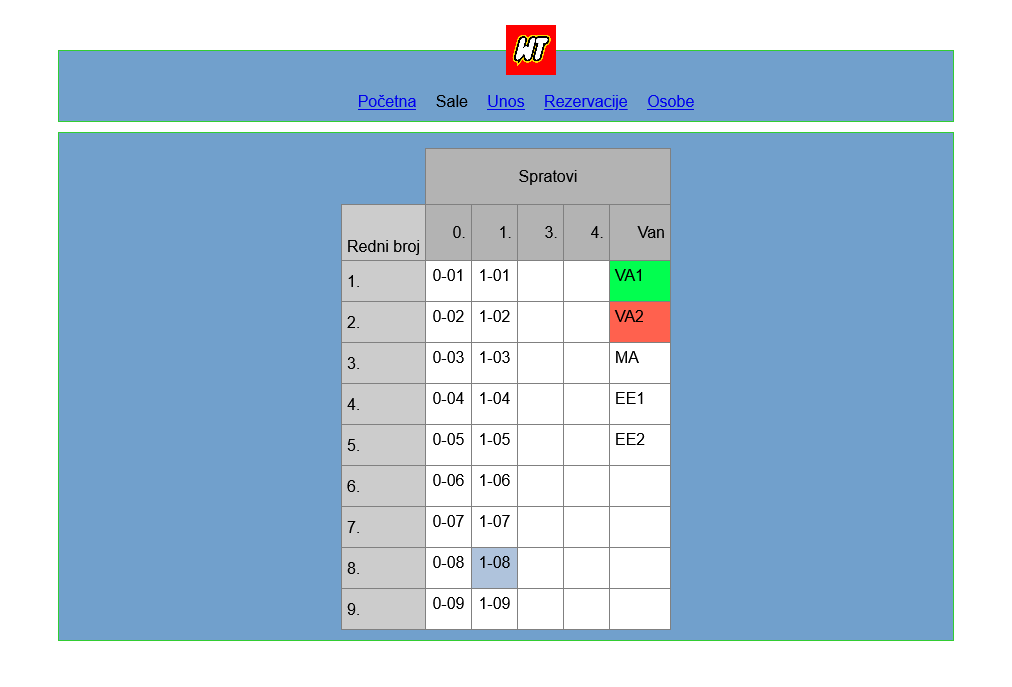 WT
Početna Sale Unos Rezervacije Osobe
Spratovi
Redni broj 0. 1. 3. 4. Van
1. 0-01 1-01 VA1
2. 0-02 1-02 VA2
3. 0-03 1-03 MA
4. 0-04 1-04 EE1
5. 0-05 1-05 EE2
6. 0-06 1-06
7. 0-07 1-07
8. 0-08 1-08
9. 0-09 1-09